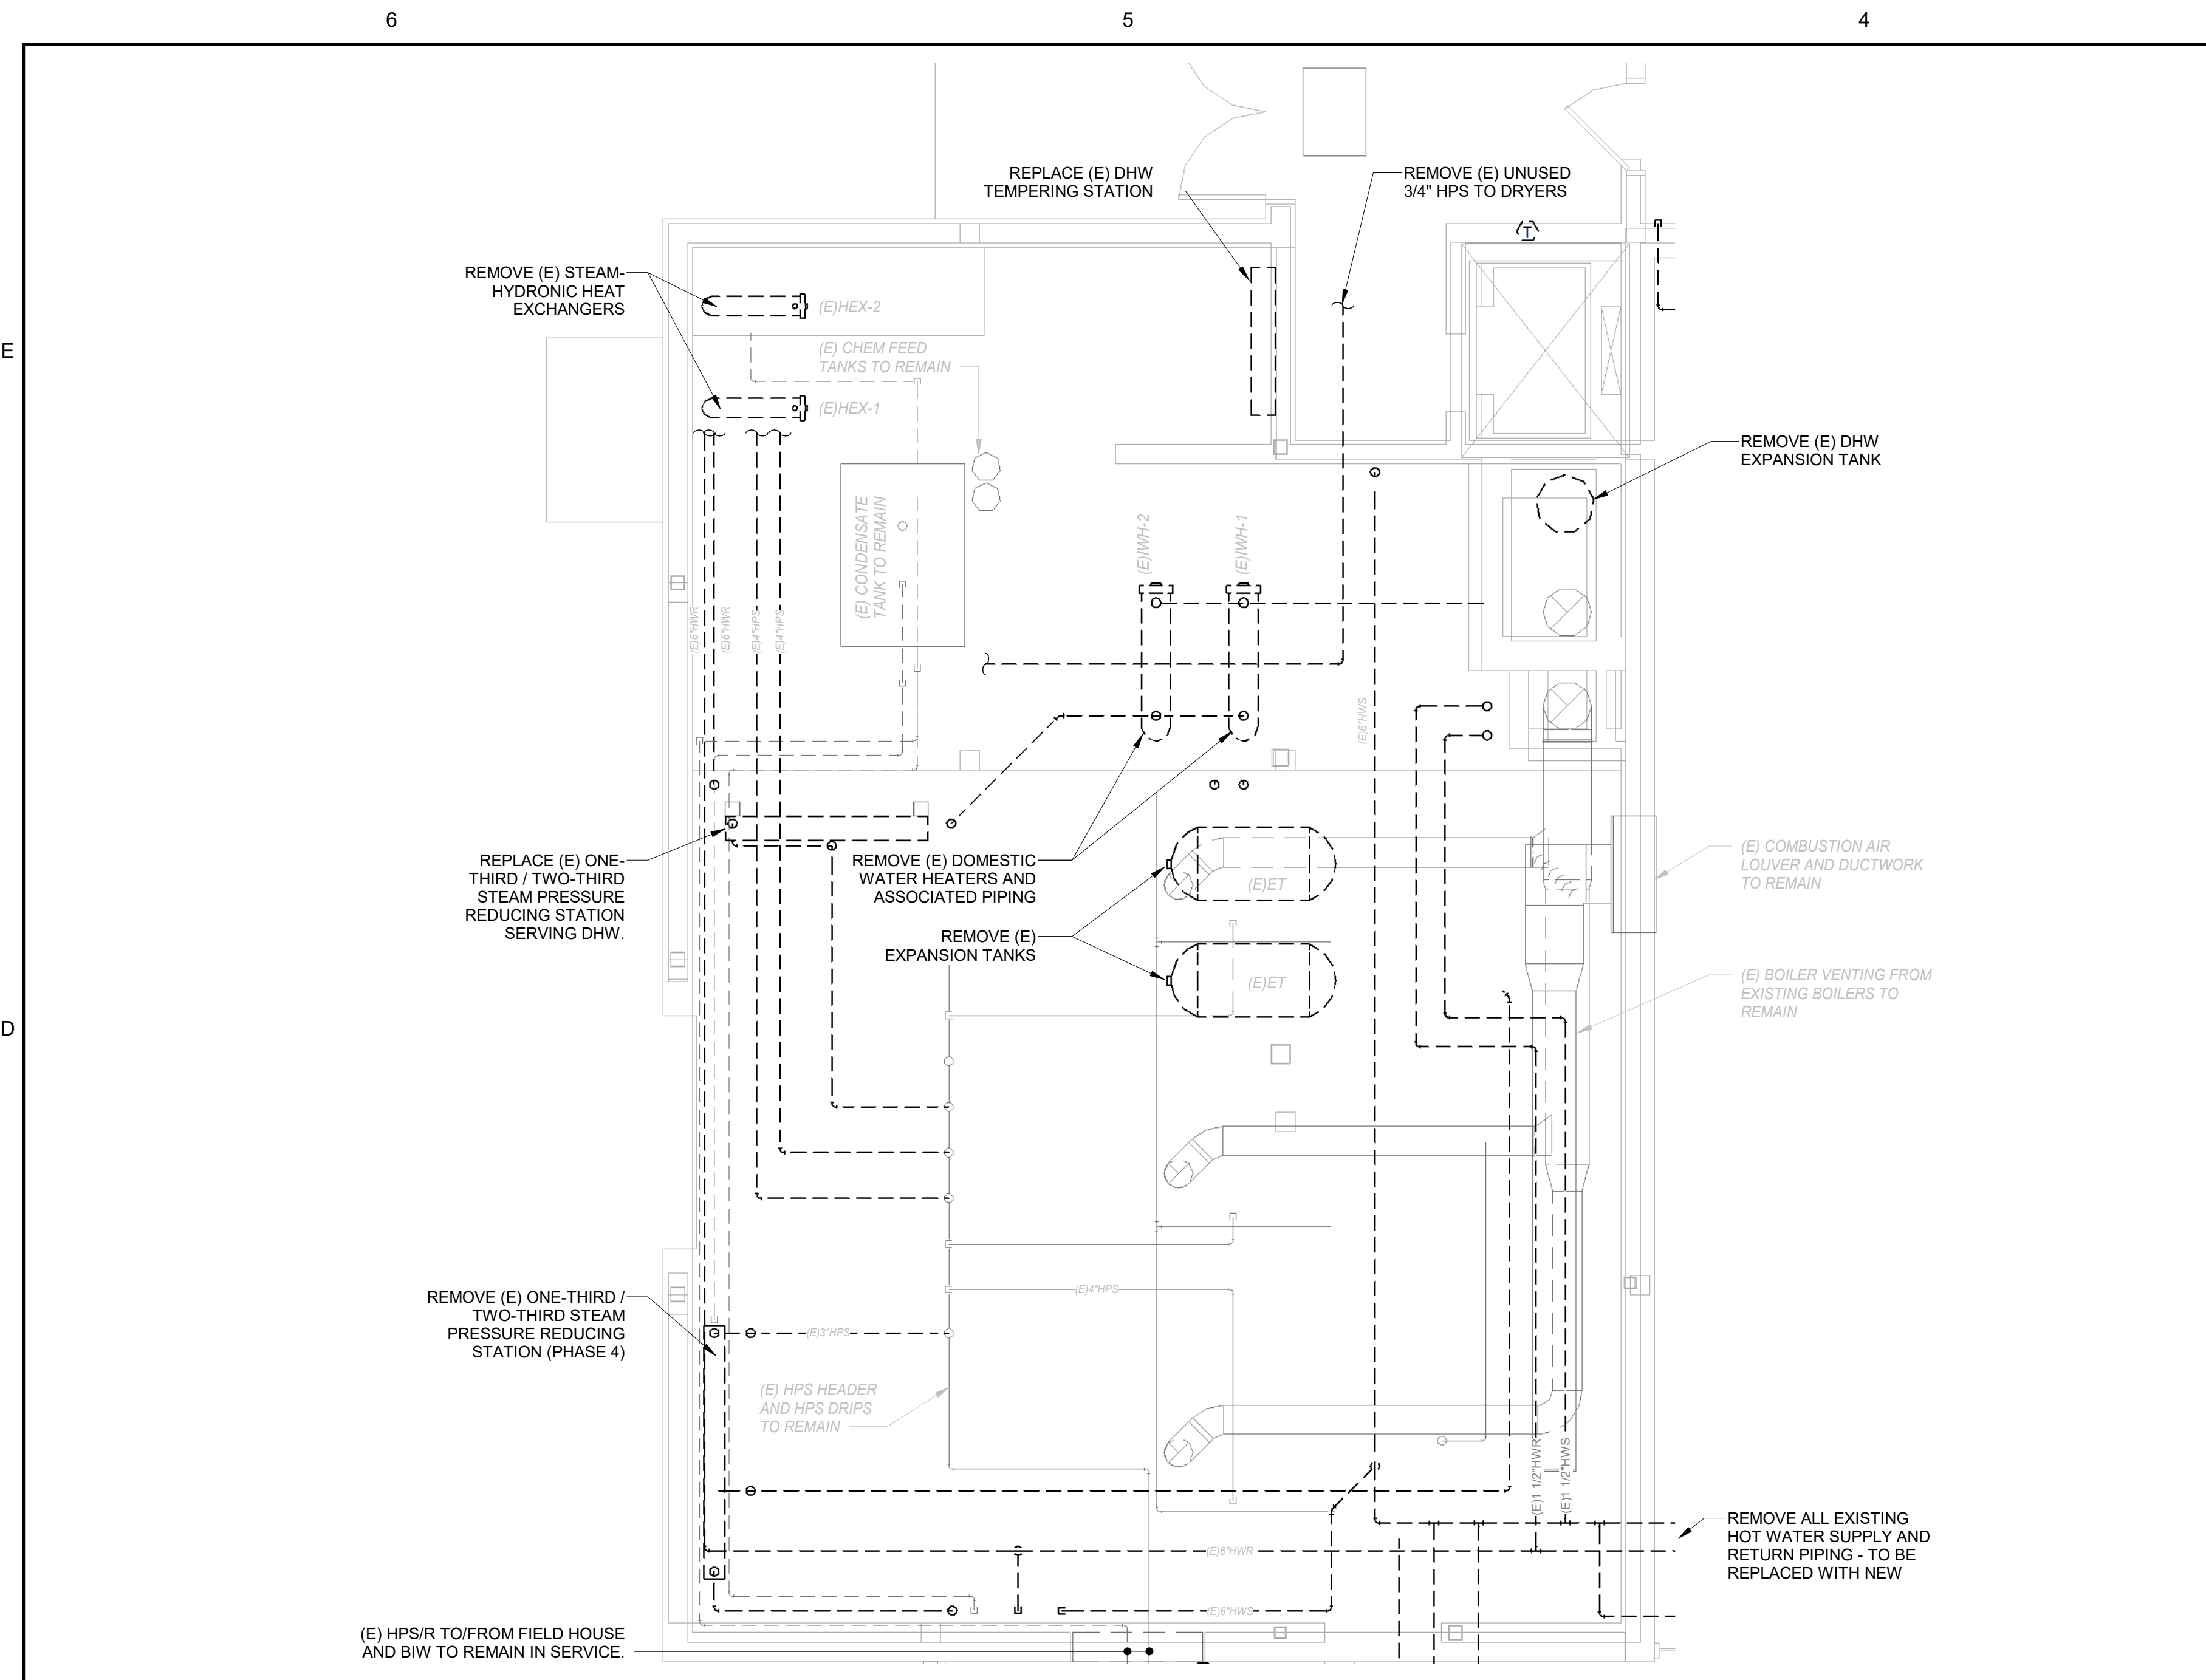 6
5
4
E
D
REPLACE (E) DHW
TEMPERING STATION
REMOVE (E) UNUSED
3/4" HPS TO DRYERS
T
REMOVE (E) STEAM-
HYDRONIC HEAT
EXCHANGERS
(E)HEX-2
(E) CHEM FEED
TANKS TO REMAIN
(E)HEX-1
REMOVE (E) DHW
EXPANSION TANK
(E) CONDENSATE
TANK TO REMAIN
(E)IWH-2
(E)IWH-1
(E)6"HWR
(E)6"HWR
(E)4"HPS
(E)4"HPS
(E)6"HWS
REPLACE (E) ONE-
THIRD / TWO-THIRD
STEAM PRESSURE
REDUCING STATION
SERVING DHW.
REMOVE (E) DOMESTIC
WATER HEATERS AND
ASSOCIATED PIPING
(E)ET
(E) COMBUSTION AIR
LOUVER AND DUCTWORK
TO REMAIN
REMOVE (E)
EXPANSION TANKS
(E)ET
(E) BOILER VENTING FROM
EXISTING BOILERS TO
REMAIN
(E)4"HPS
REMOVE (E) ONE-THIRD /
TWO-THIRD STEAM
PRESSURE REDUCING
STATION (PHASE 4)
(E)3"HPS
(E) HPS HEADER
AND HPS DRIPS
TO REMAIN
(E)1 1/2"HWR
(E)1 1/2"HWS
REMOVE ALL EXISTING
HOT WATER SUPPLY AND
RETURN PIPING - TO BE
REPLACED WITH NEW
(E)6"HWR
(E)6"HWS
(E) HPS/R TO/FROM FIELD HOUSE
AND BIW TO REMAIN IN SERVICE.